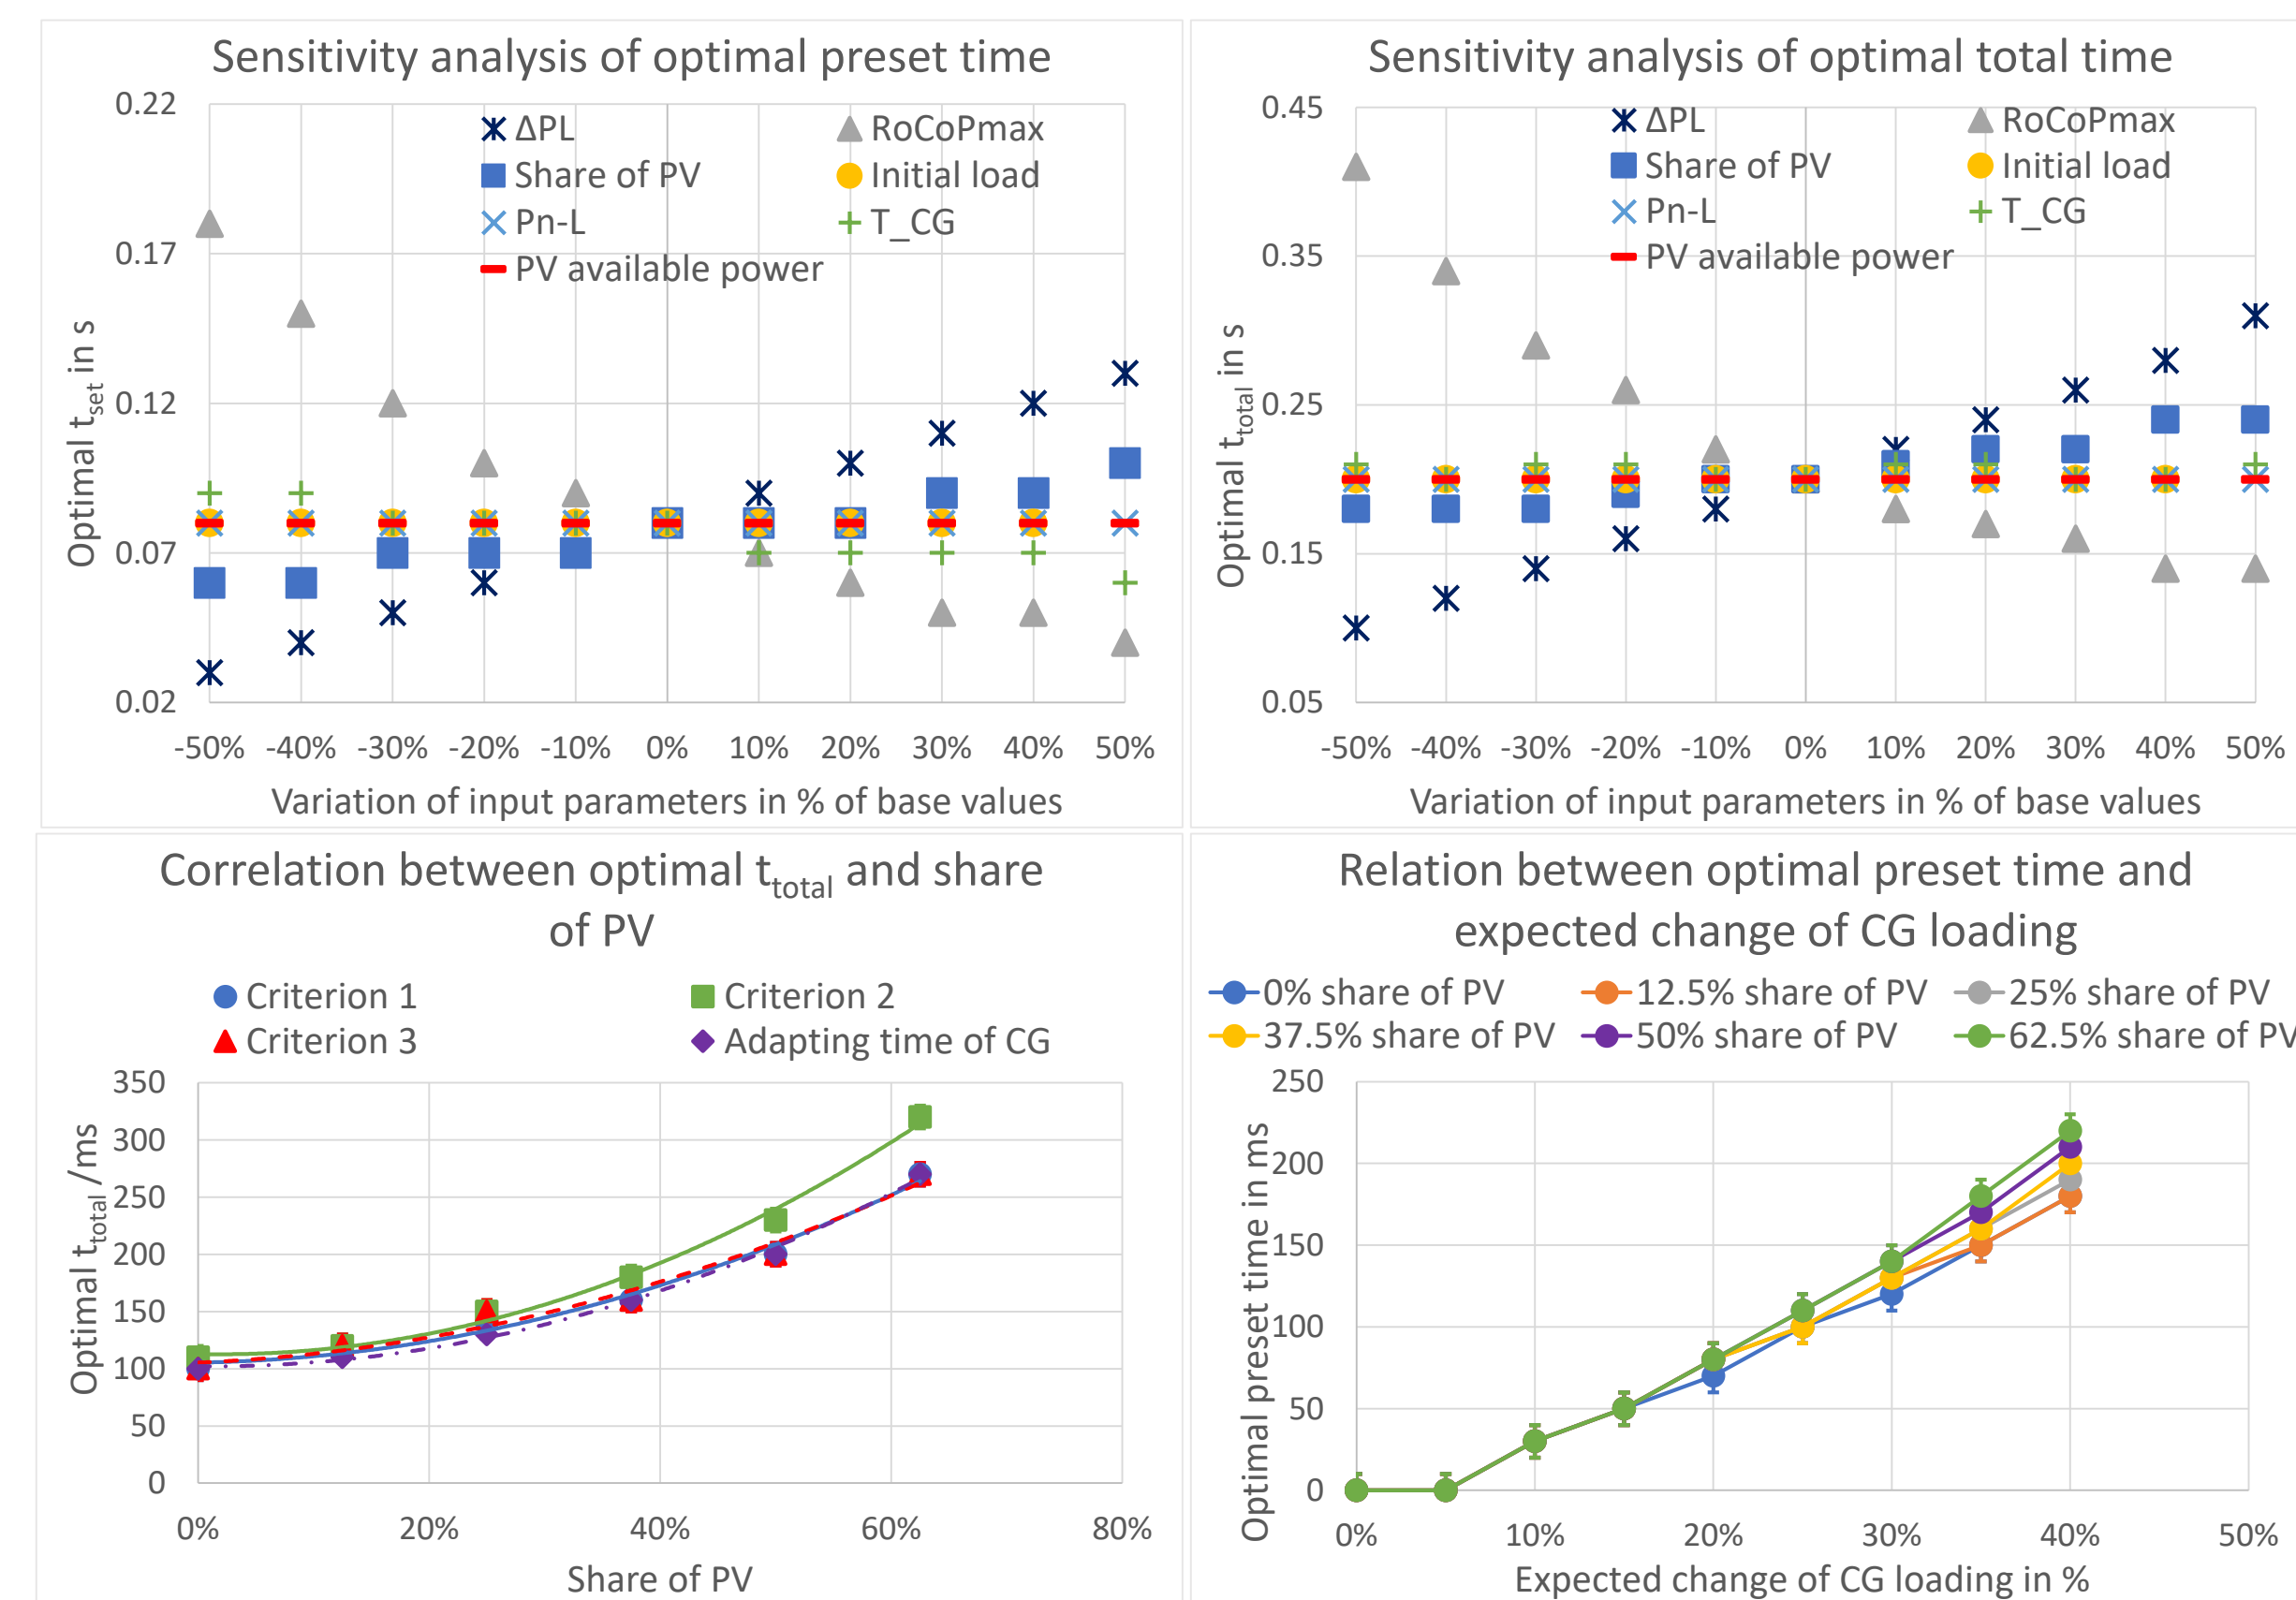 Sensitivity analysis of optimal preset time
0.22
0.17
0.12
0.07
0.02
Optimal tset in s
ΔPL
RoCoPmax
Share of PV
Initial load
Pn-L
T_CG
PV available power
-50% -40% -30% -20% -10% 0% 10% 20% 30% 40% 50%
Variation of input parameters in % of base values
Sensitivity analysis of optimal total time
0.45
0.35
0.25
0.15
0.05
Optimal ttotal in s
ΔPL
RoCoPmax
Share of PV
Initial load
Pn-L
T_CG
PV available power
-50% -40% -30% -20% -10% 0% 10% 20% 30% 40% 50%
Variation of input parameters in % of base values
Correlation between optimal ttotal and share
of PV
Criterion 1
Criterion 2
Criterion 3
Adapting time of CG
350
300
250
200
150
100
50
0
Optimal ttotal /ms
0% 20% 40% 60% 80%
Share of PV
Relation between optimal preset time and
expected change of CG loading
0% share of PV
12.5% share of PV
25% share of PV
37.5% share of PV
50% share of PV
62.5% share of PV
250
200
150
100
50
0
Optimal preset time in ms
0% 10% 20% 30% 40% 50%
Expected change of CG loading in %